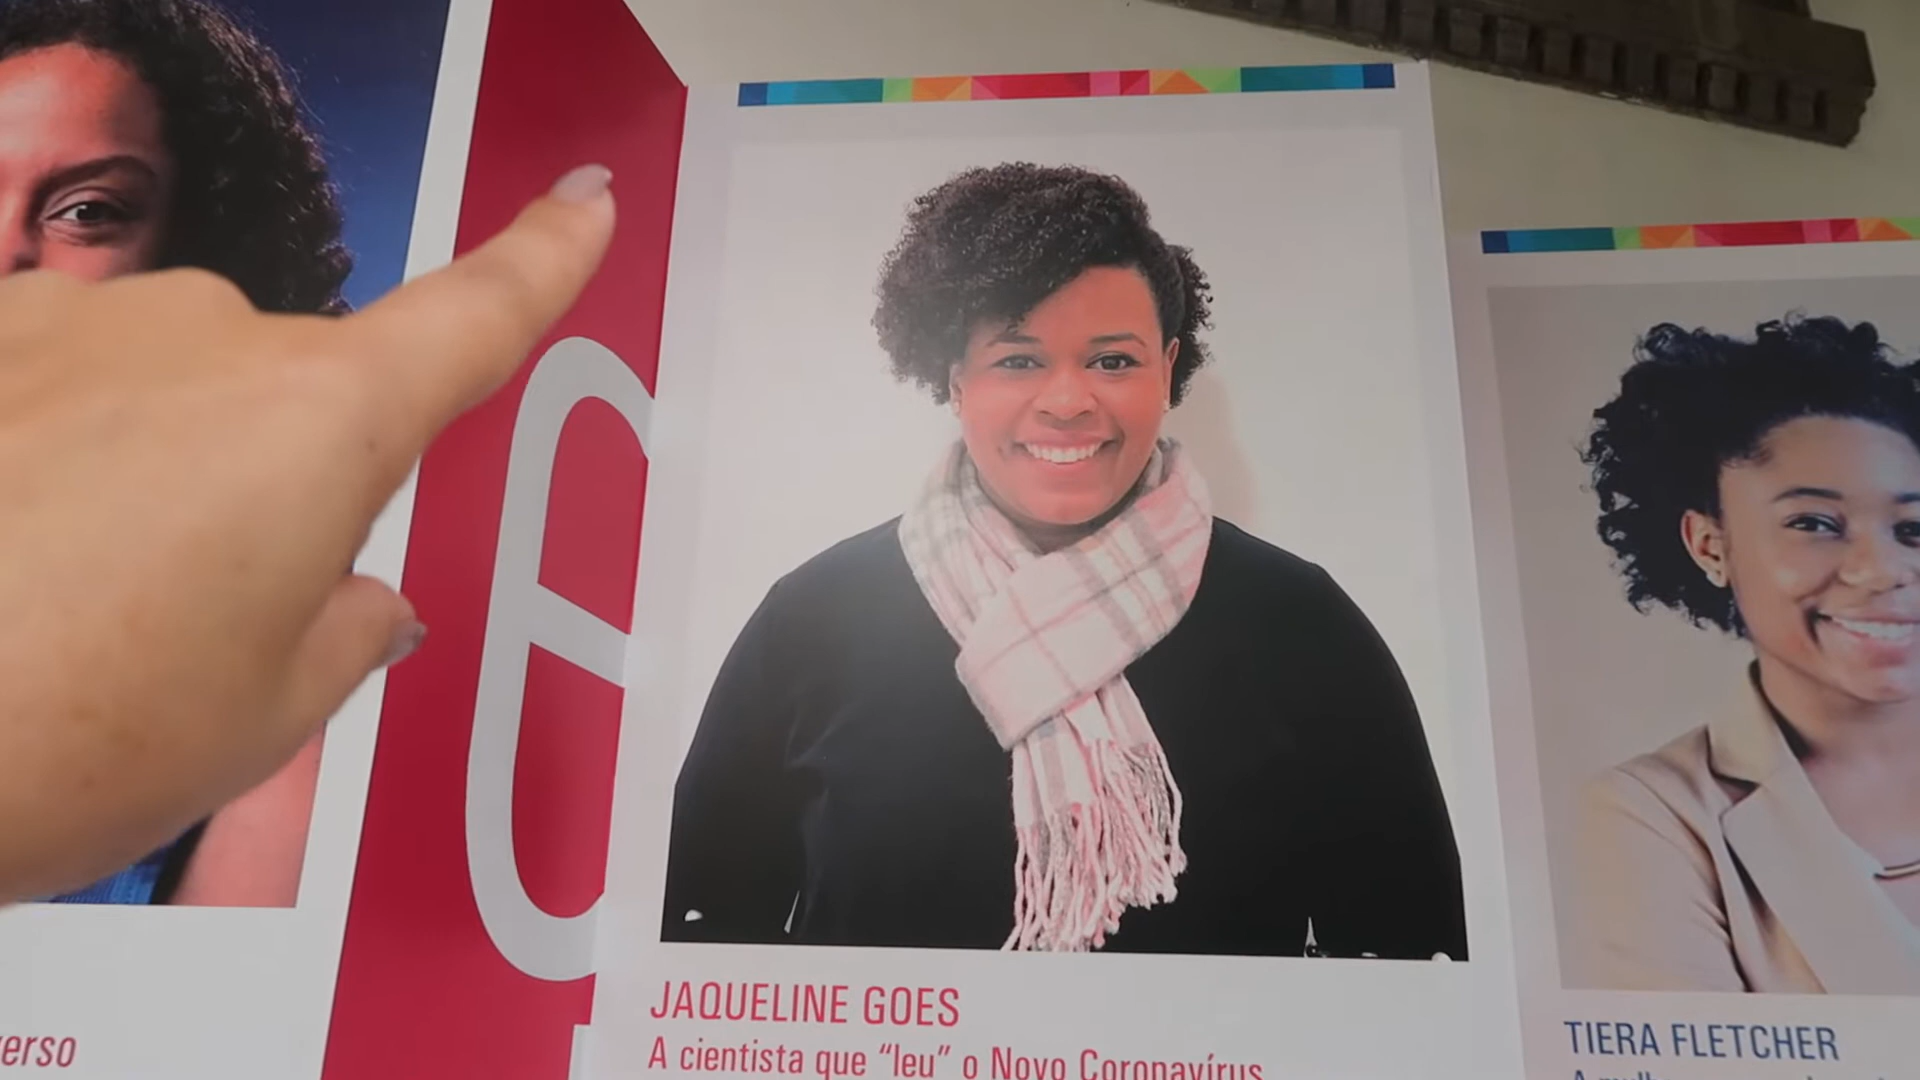 erso
JAQUELINE GOES
A cientista que “leu” o Novo Coronavírus
TIERA FLETCHER